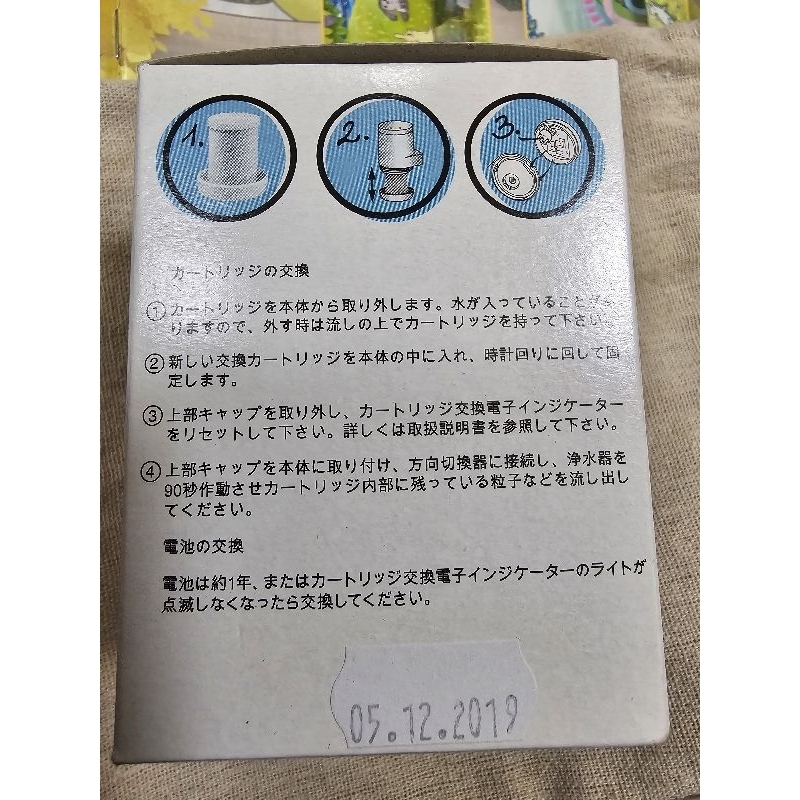 1.
2.
3.
カートリッジの交換
① カートリッジを本体から取り外します。水が入っていることがあ
りますので、外す時は流しの上でカートリッジを持って下さい。
② 新しい交換カートリッジを本体の中に入れ、時計回りに回して固
定します。
③ 上部キャップを取り外し、カートリッジ交換電子インジケーター
をリセットして下さい。詳しくは取扱説明書を参照して下さい。
④ 上部キャップを本体に取り付け、方向切換器に接続し、浄水器を
90秒作動させカートリッジ内部に残っている粒子などを流し出し
てください。
電池の交換
電池は約1年、またはカートリッジ交換電子インジケーターのライトが
点滅しなくなったら交換してください。
05.12.2019